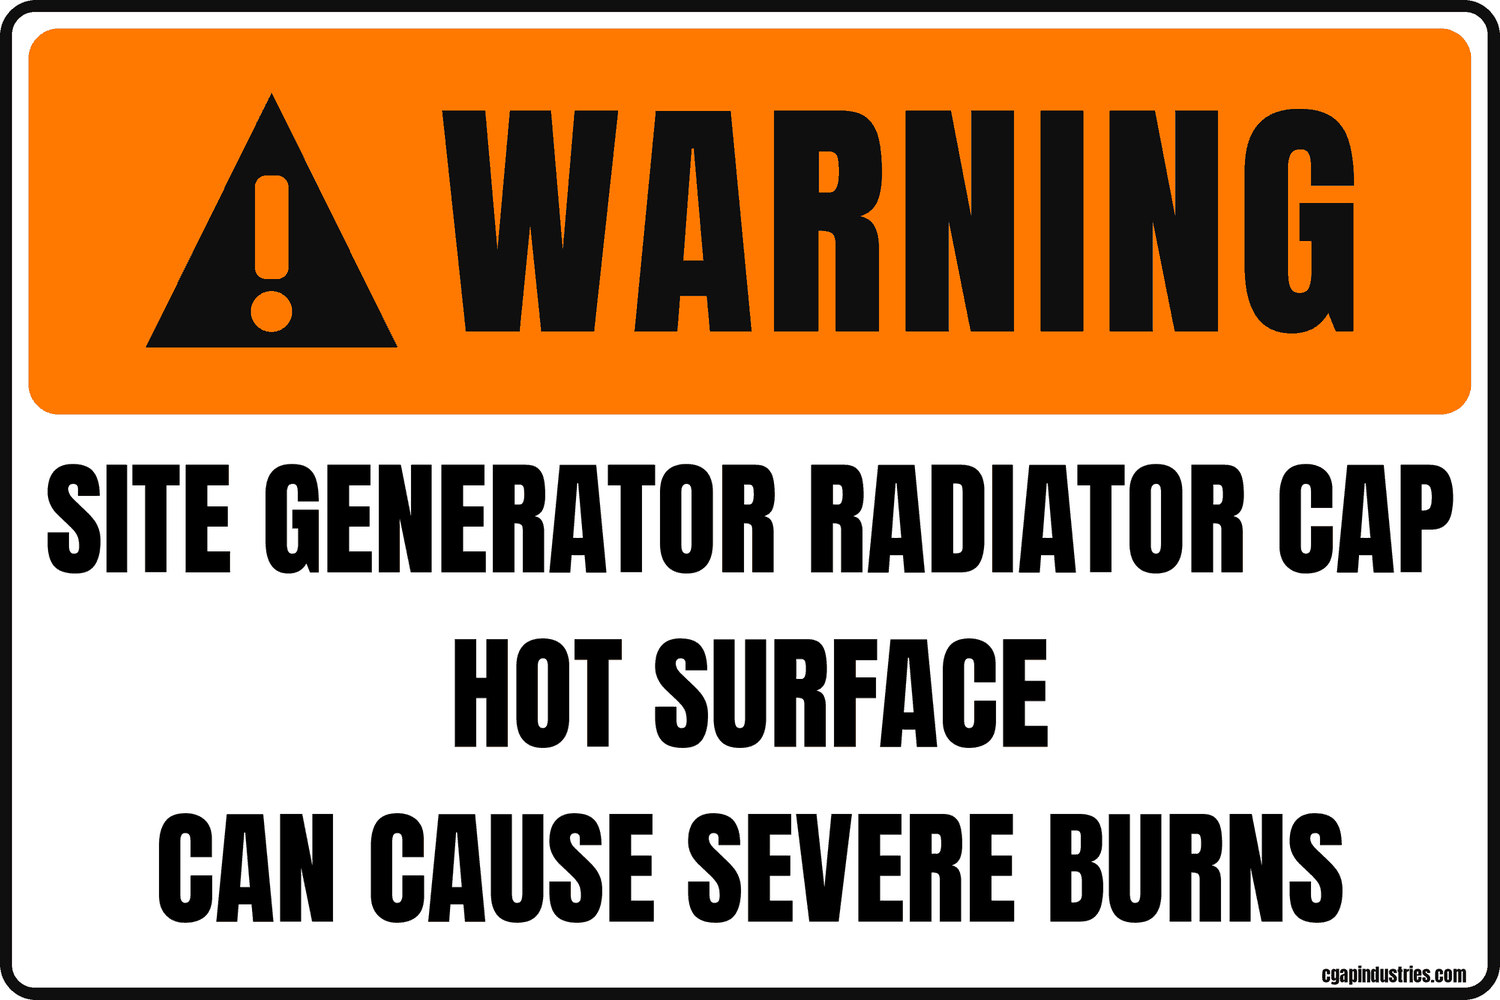 WARNING
SITE GENERATOR RADIATOR CAP
HOT SURFACE
CAN CAUSE SEVERE BURNS
cgapindustries.com